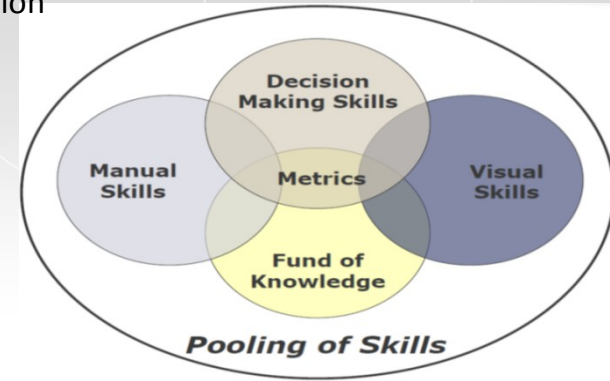 Decision
Making Skills
Manual
Skills
Metrics
Visual
Skills
Fund of
Knowledge
Pooling of Skills